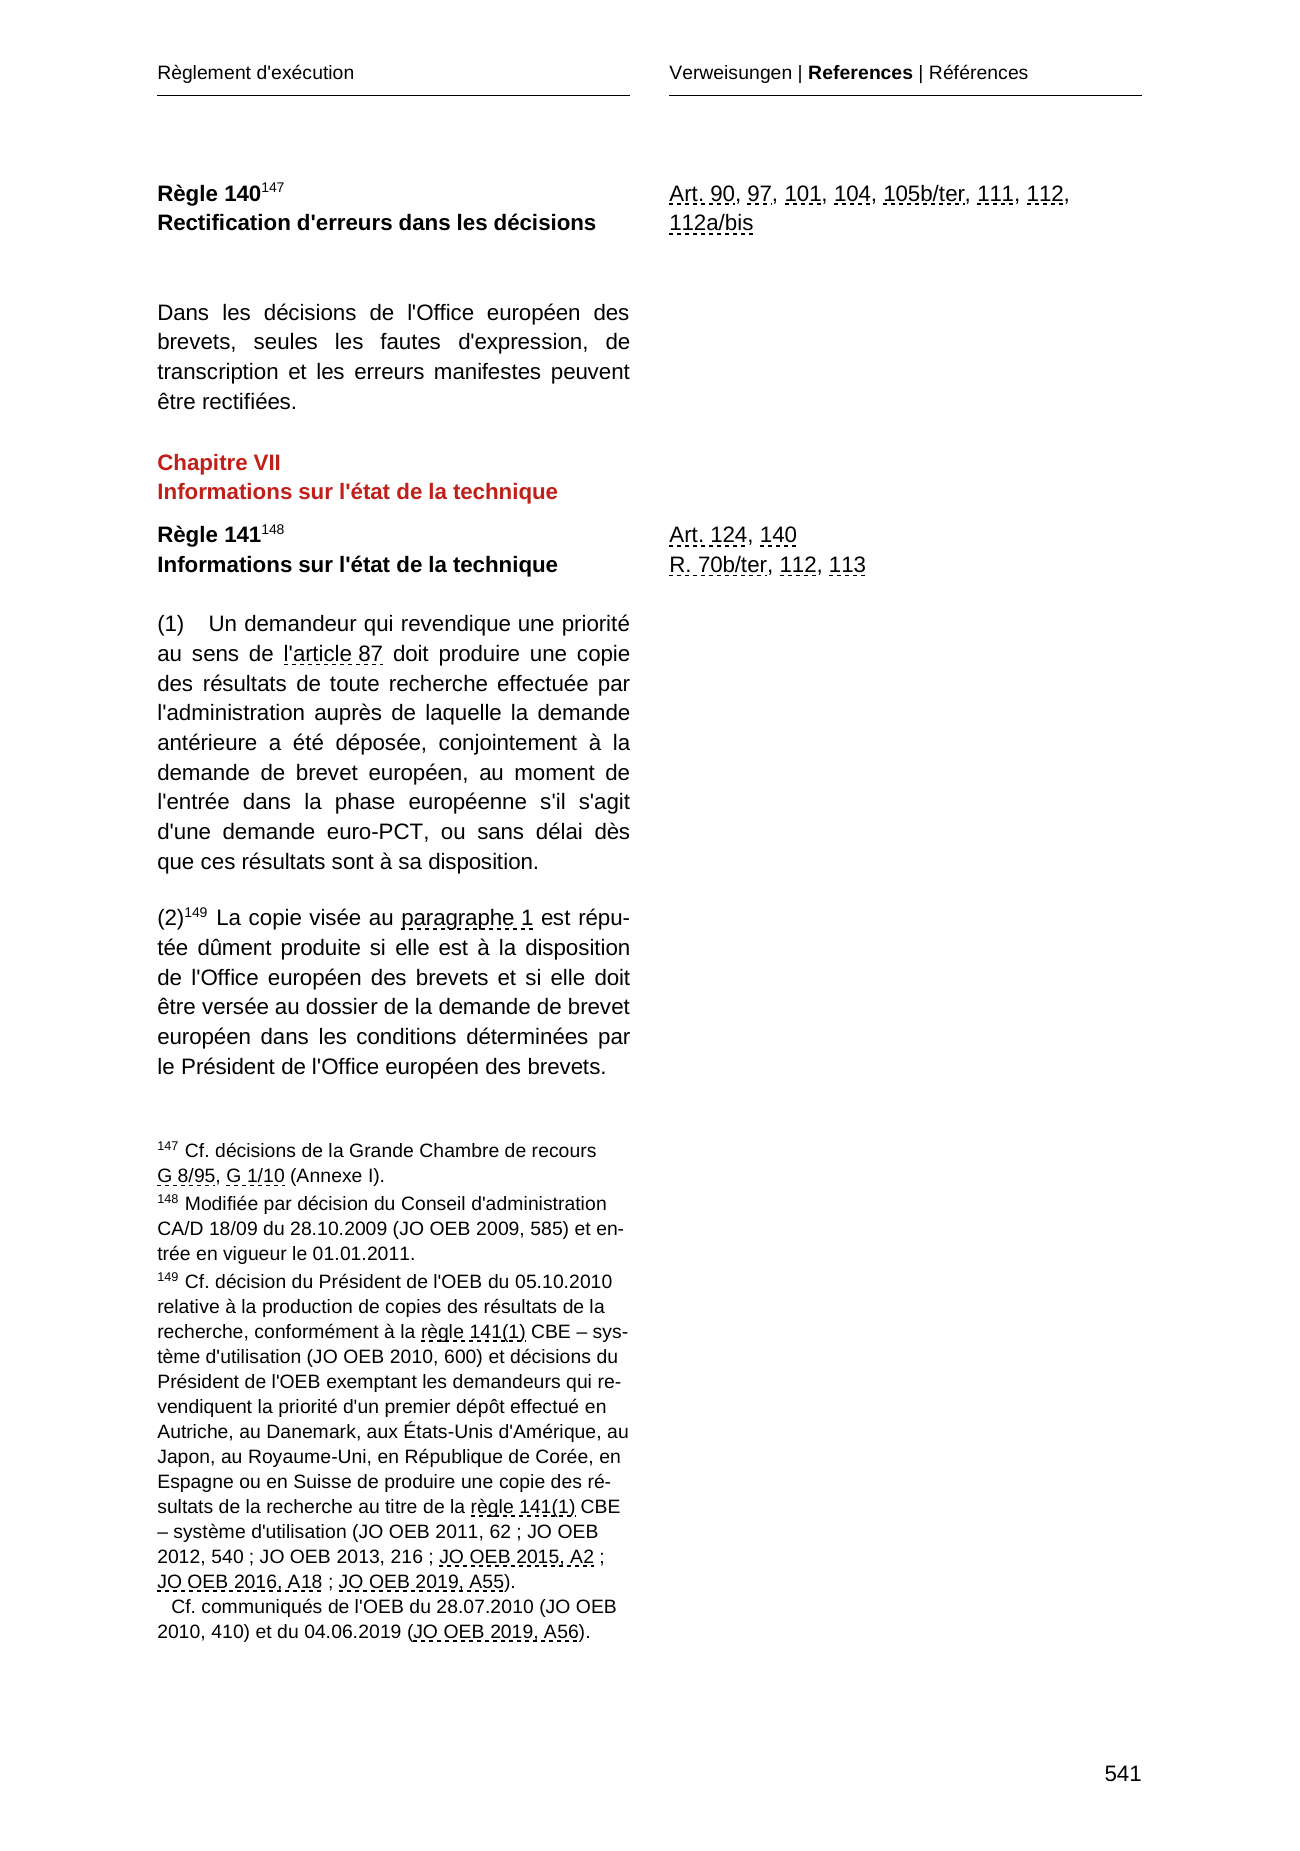 Règlement d'exécution
Verweisungen | References | Références
Règle 140147
Rectification d'erreurs dans les décisions
Art. 90, 97, 101, 104, 105b/ter, 111, 112,
112a/bis
Dans les décisions de l'Office européen des
brevets, seules les fautes d'expression, de
transcription et les erreurs manifestes peuvent
être rectifiées.
Chapitre VII
Informations sur l'état de la technique
Règle 141148
Informations sur l'état de la technique
Art. 124, 140
R. 70b/ter, 112, 113
(1) Un demandeur qui revendique une priorité
au sens de l'article 87 doit produire une copie
des résultats de toute recherche effectuée par
l'administration auprès de laquelle la demande
antérieure a été déposée, conjointement à la
demande de brevet européen, au moment de
l'entrée dans la phase européenne s'il s'agit
d'une demande euro-PCT, ou sans délai dès
que ces résultats sont à sa disposition.
(2)149 La copie visée au paragraphe 1 est répu-
tée dûment produite si elle est à la disposition
de l'Office européen des brevets et si elle doit
être versée au dossier de la demande de brevet
européen dans les conditions déterminées par
le Président de l'Office européen des brevets.
147 Cf. décisions de la Grande Chambre de recours
G 8/95, G 1/10 (Annexe I).
148 Modifiée par décision du Conseil d'administration
CA/D 18/09 du 28.10.2009 (JO OEB 2009, 585) et en-
trée en vigueur le 01.01.2011.
149 Cf. décision du Président de l'OEB du 05.10.2010
relative à la production de copies des résultats de la
recherche, conformément à la règle 141(1) CBE – sys-
tème d'utilisation (JO OEB 2010, 600) et décisions du
Président de l'OEB exemptant les demandeurs qui re-
vendiquent la priorité d'un premier dépôt effectué en
Autriche, au Danemark, aux États-Unis d'Amérique, au
Japon, au Royaume-Uni, en République de Corée, en
Espagne ou en Suisse de produire une copie des ré-
sultats de la recherche au titre de la règle 141(1) CBE
– système d'utilisation (JO OEB 2011, 62 ; JO OEB
2012, 540 ; JO OEB 2013, 216 ; JO OEB 2015, A2 ;
JO OEB 2016, A18 ; JO OEB 2019, A55).
Cf. communiqués de l'OEB du 28.07.2010 (JO OEB
2010, 410) et du 04.06.2019 (JO OEB 2019, A56).
541